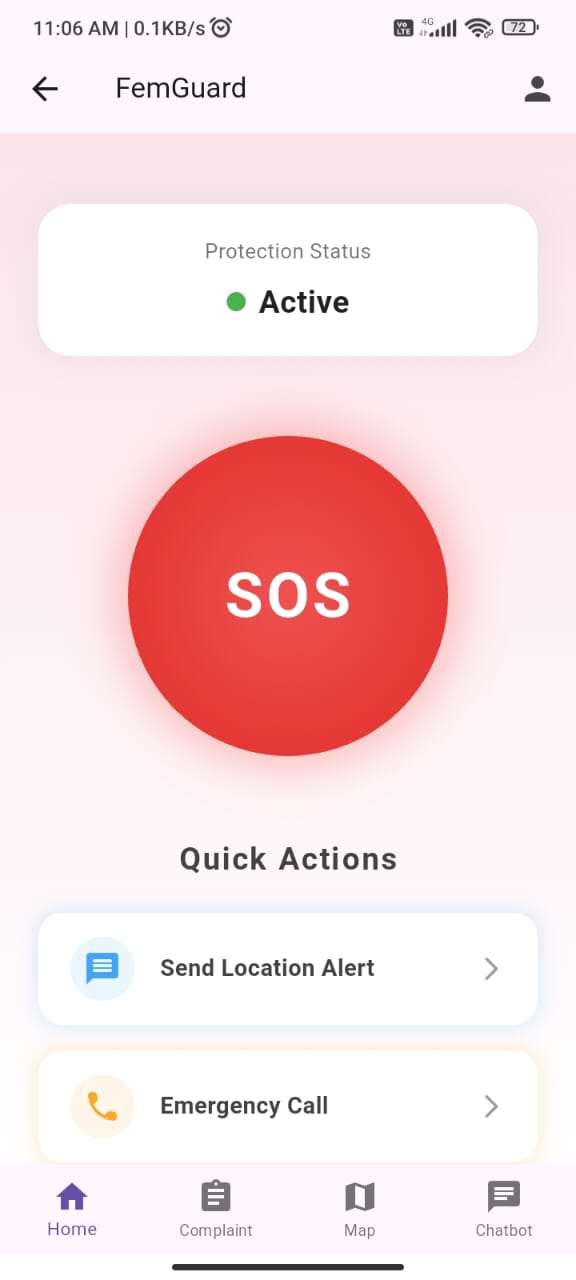 11:06 AM | 0.1KB/s
Vo LTE 4G 72
FemGuard
Protection Status
Active
SOS
Quick Actions
Send Location Alert
Emergency Call
Home Complaint Map Chatbot